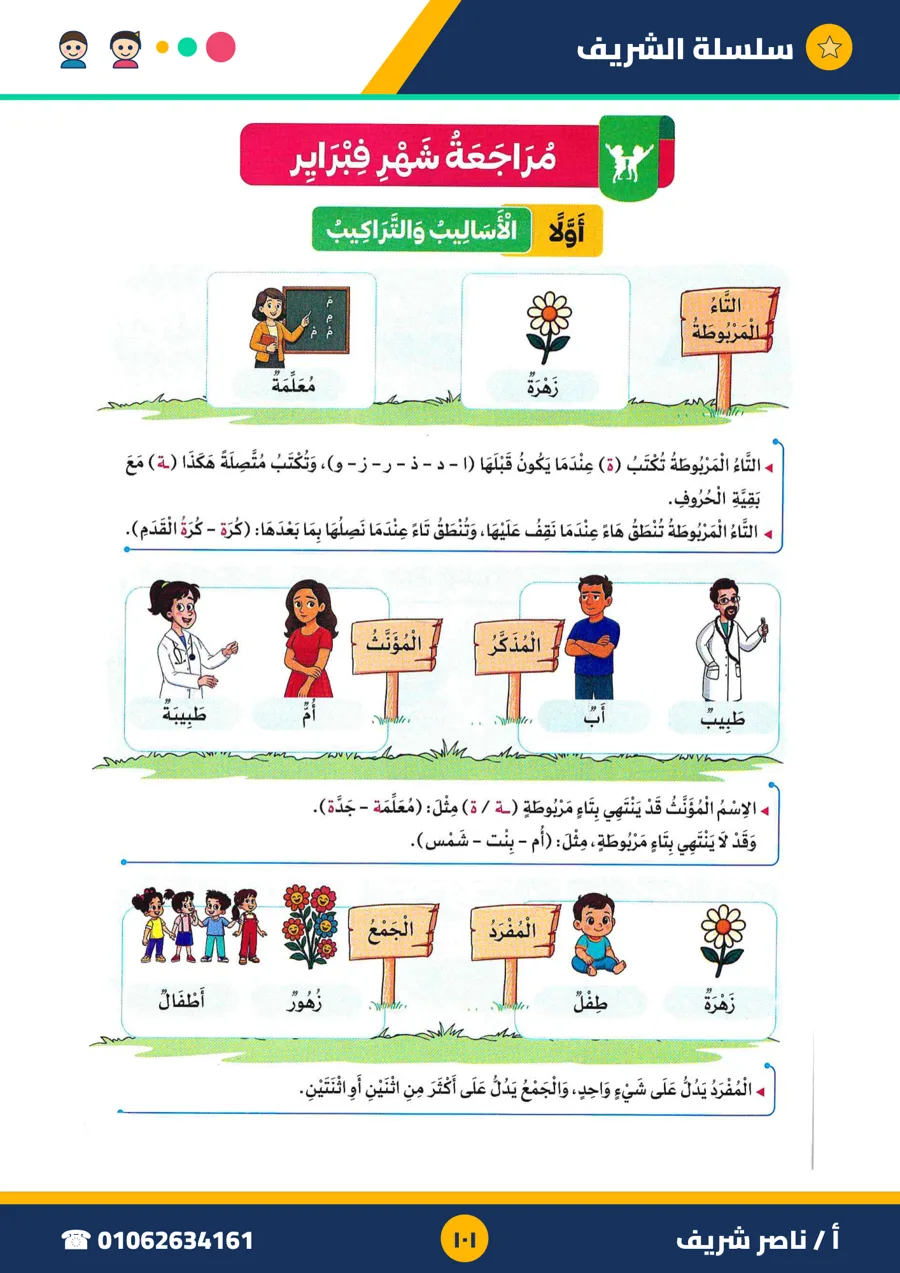 سلسلة الشريف
مُرَاجَعَةُ شَهْرِ فِبْرَايِر
أَوَّلًا
الْأَسَالِيبُ وَالتَّرَاكِيبُ
التَّاءُ
الْمَرْبُوطَةُ
زَهْرَةٌ
مَ
مِ
مُ مْ
مُعَلِّمَةٌ
التَّاءُ الْمَرْبُوطَةُ تُكْتَبُ (ة) عِنْدَمَا يَكُونُ قَبْلَهَا (ا - د - ذ - ر - ز - و)، وَتُكْتَبُ مُتَّصِلَةً هَكَذَا (ـة) مَعَ
بَقِيَّةِ الْحُرُوفِ.
التَّاءُ الْمَرْبُوطَةُ تُنْطَقُ هَاءً عِنْدَمَا نَقِفُ عَلَيْهَا، وَتُنْطَقُ تَاءً عِنْدَمَا نَصِلُهَا بِمَا بَعْدَهَا: (كُرَة - كُرَةُ الْقَدَمِ).
الْمُذَكَّرُ
طَبِيبٌ
أَبٌ
الْمُؤَنَّثُ
أُمٌّ
طَبِيبَةٌ
الِاسْمُ الْمُؤَنَّثُ قَدْ يَنْتَهِي بِتَاءٍ مَرْبُوطَةٍ (ـة / ة) مِثْلَ: (مُعَلِّمَة - جَدَّة).
وَقَدْ لَا يَنْتَهِي بِتَاءٍ مَرْبُوطَةٍ، مِثْلَ: (أُم - بِنْت - شَمْس).
الْمُفْرَدُ
زَهْرَةٌ
طِفْلٌ
الْجَمْعُ
زُهُورٌ
أَطْفَالٌ
الْمُفْرَدُ يَدُلُّ عَلَى شَيْءٍ وَاحِدٍ، وَالْجَمْعُ يَدُلُّ عَلَى أَكْثَرَ مِنِ اثْنَيْنِ أَوِ اثْنَتَيْنِ.
أ / ناصر شريف
١٠١
01062634161